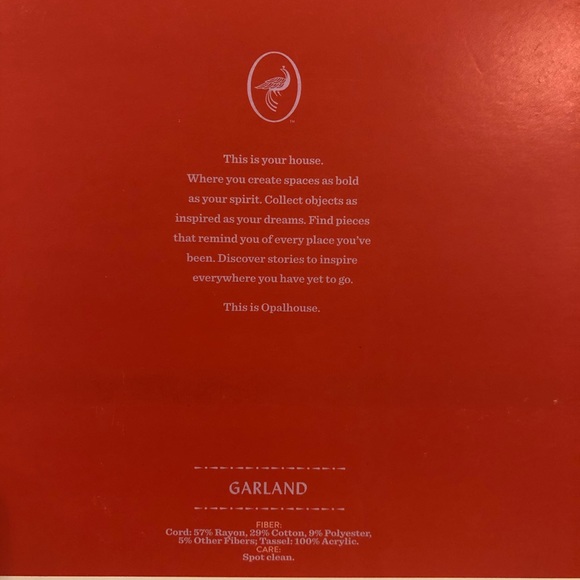 This is your house.
Where you create spaces as bold
as your spirit. Collect objects as
inspired as your dreams. Find pieces
that remind you of every place you've
been. Discover stories to inspire
everywhere you have yet to go.
This is Opalhouse.
GARLAND
FIBER:
Cord: 57% Rayon, 29% Cotton, 9% Polyester,
5% Other Fibers; Tassel: 100% Acrylic.
CARE:
Spot clean.